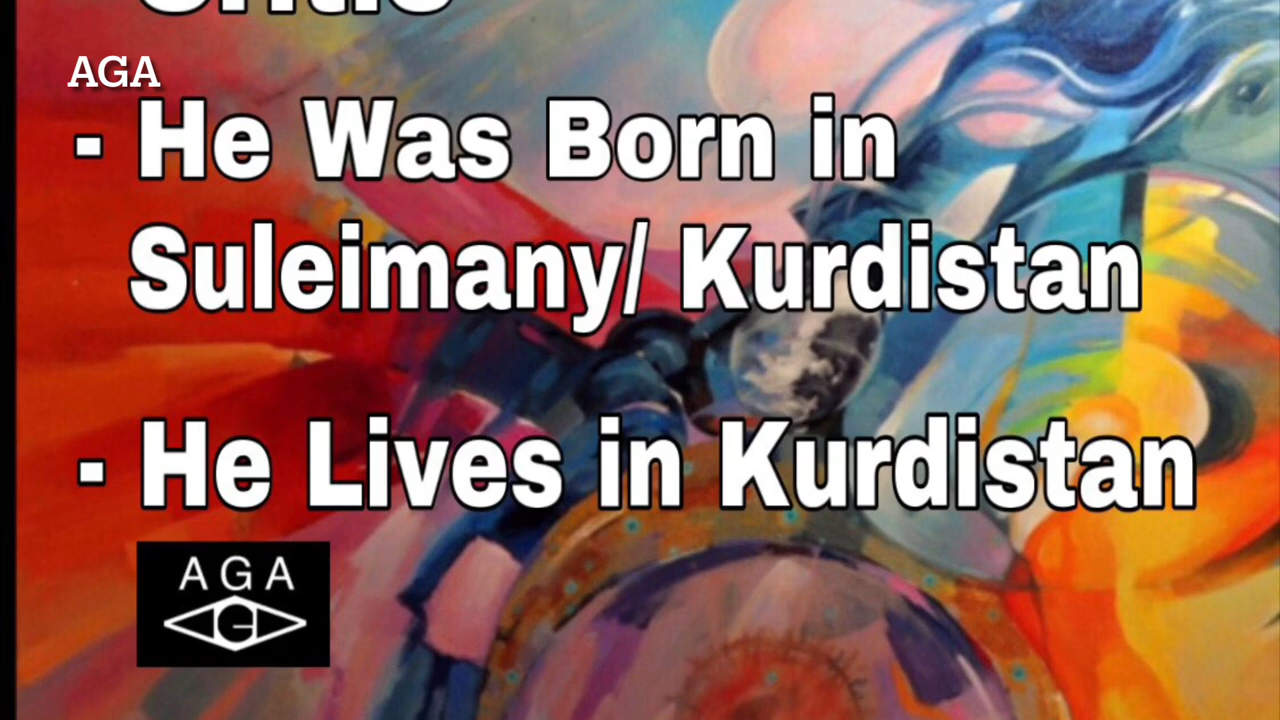 AGA
- He Was Born in
Suleimany/ Kurdistan
- He Lives in Kurdistan
AGA